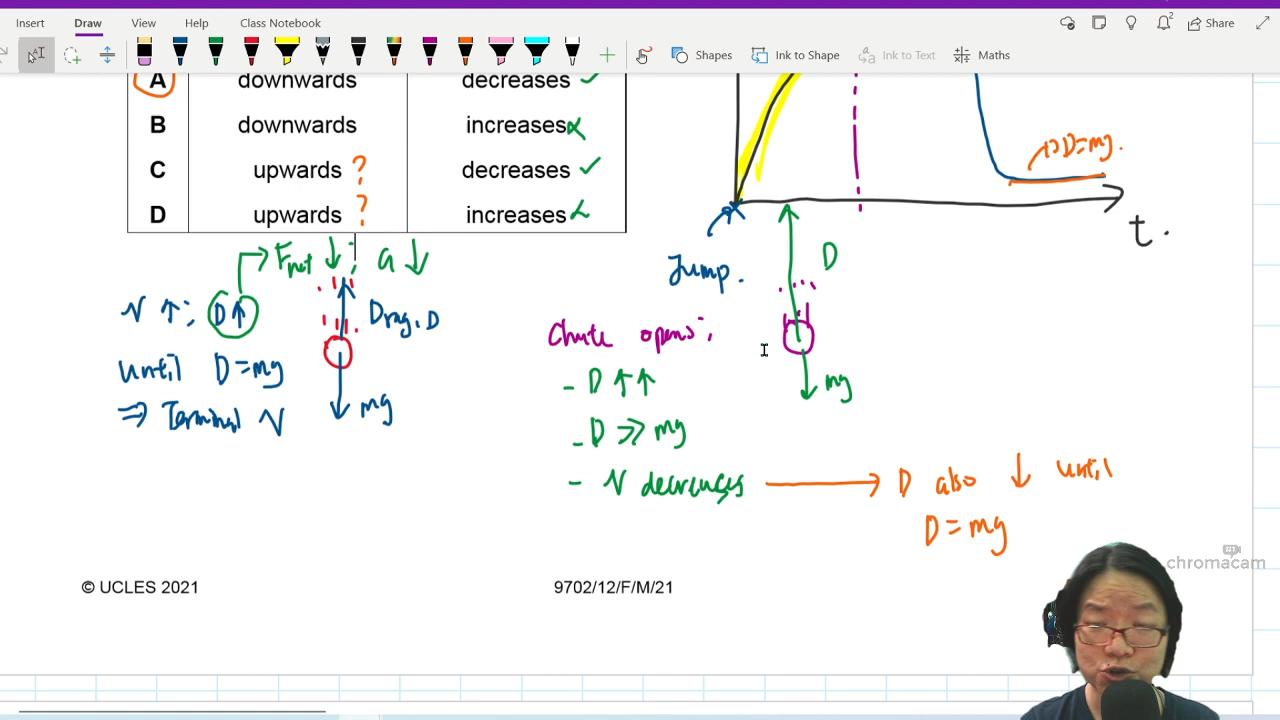 Insert Draw View Help Class Notebook Share
Shapes Ink to Shape Ink to Text Maths
A downwards decreases ✓
B downwards increases
C upwards ? decreases ✓
D upwards ? increases
Fnet ↓ ; a ↓
v ↑ ; D↑
Drag, D
until D = mg
⇒ Terminal v
mg
D = mg.
t.
Jump.
D
Chute opens ;
mg
- D ↑↑
- D >> mg
- v decreases → D also ↓ until
D = mg
© UCLES 2021 9702/12/F/M/21
chromacam